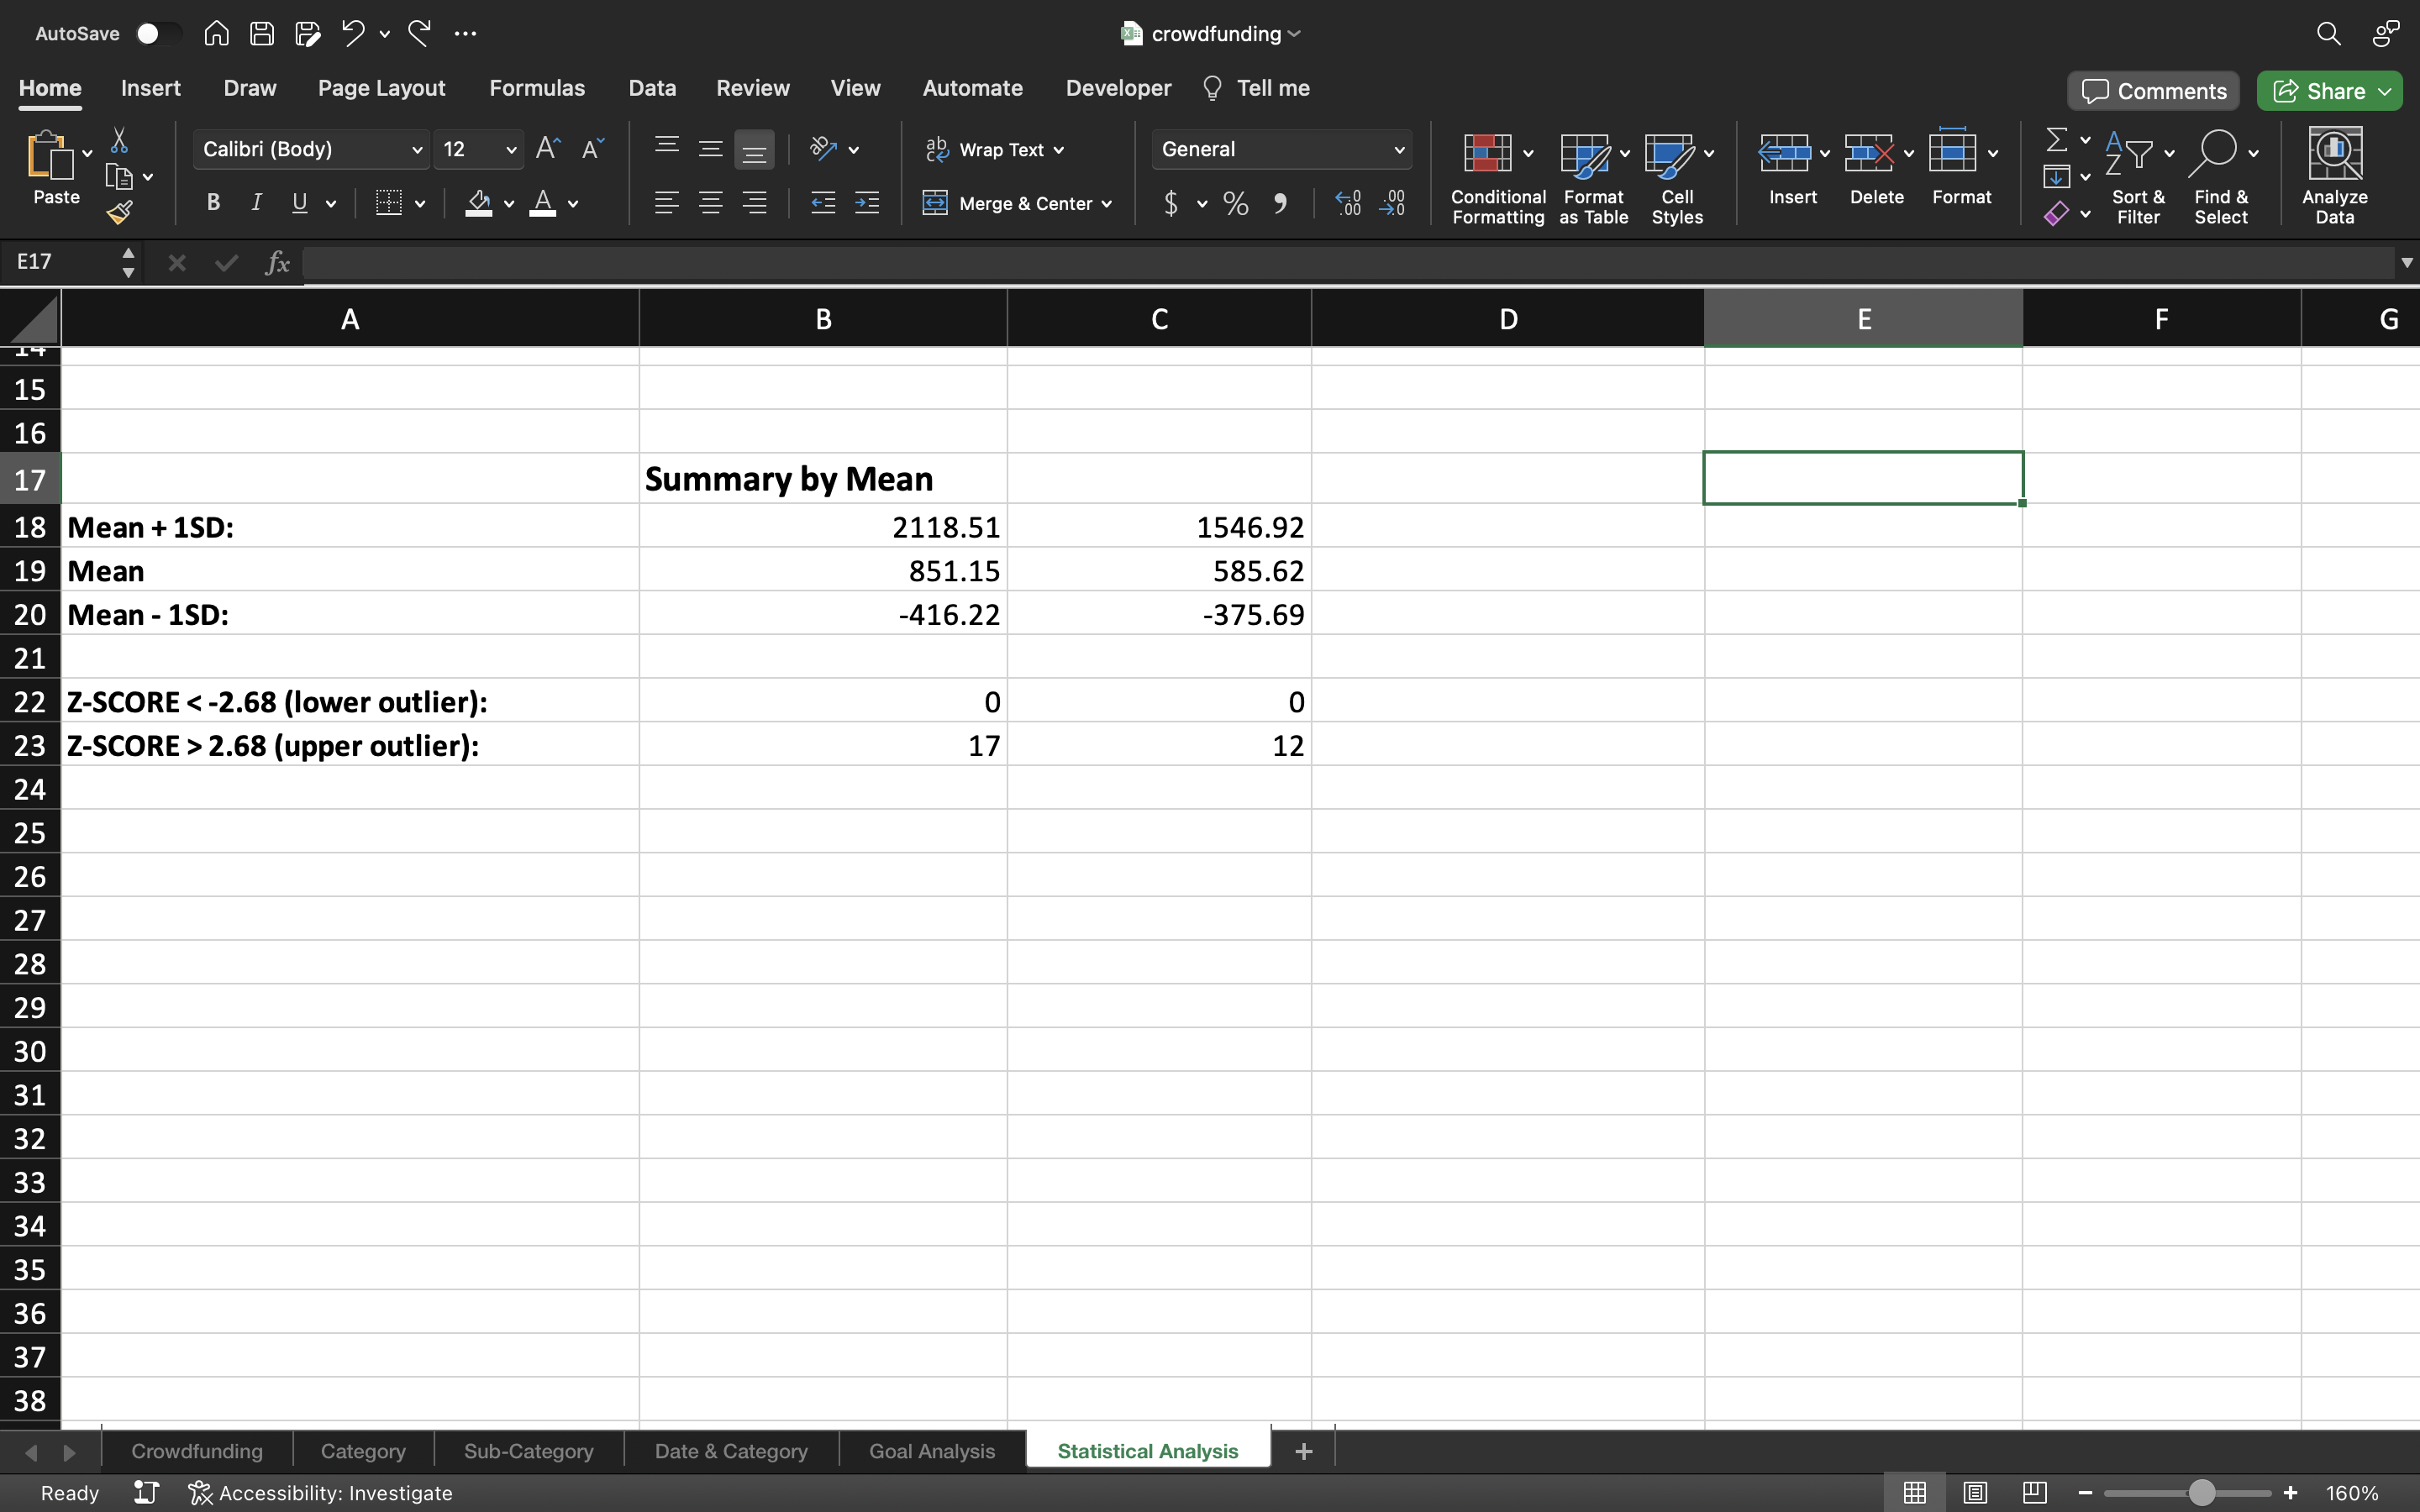 AutoSave
crowdfunding
Home Insert Draw Page Layout Formulas Data Review View Automate Developer Tell me
Comments Share
Paste
Calibri (Body) 12
B I U
Wrap Text
Merge & Center
General
$ %
Conditional Formatting
Format as Table
Cell Styles
Insert Delete Format
Sort & Filter
Find & Select
Analyze Data
E17 fx
A B C D E F G
14
15
16
17 Summary by Mean
18 Mean + 1SD: 2118.51 1546.92
19 Mean 851.15 585.62
20 Mean - 1SD: -416.22 -375.69
21
22 Z-SCORE < -2.68 (lower outlier): 0 0
23 Z-SCORE > 2.68 (upper outlier): 17 12
24
25
26
27
28
29
30
31
32
33
34
35
36
37
38
Crowdfunding Category Sub-Category Date & Category Goal Analysis Statistical Analysis +
Ready Accessibility: Investigate 160%